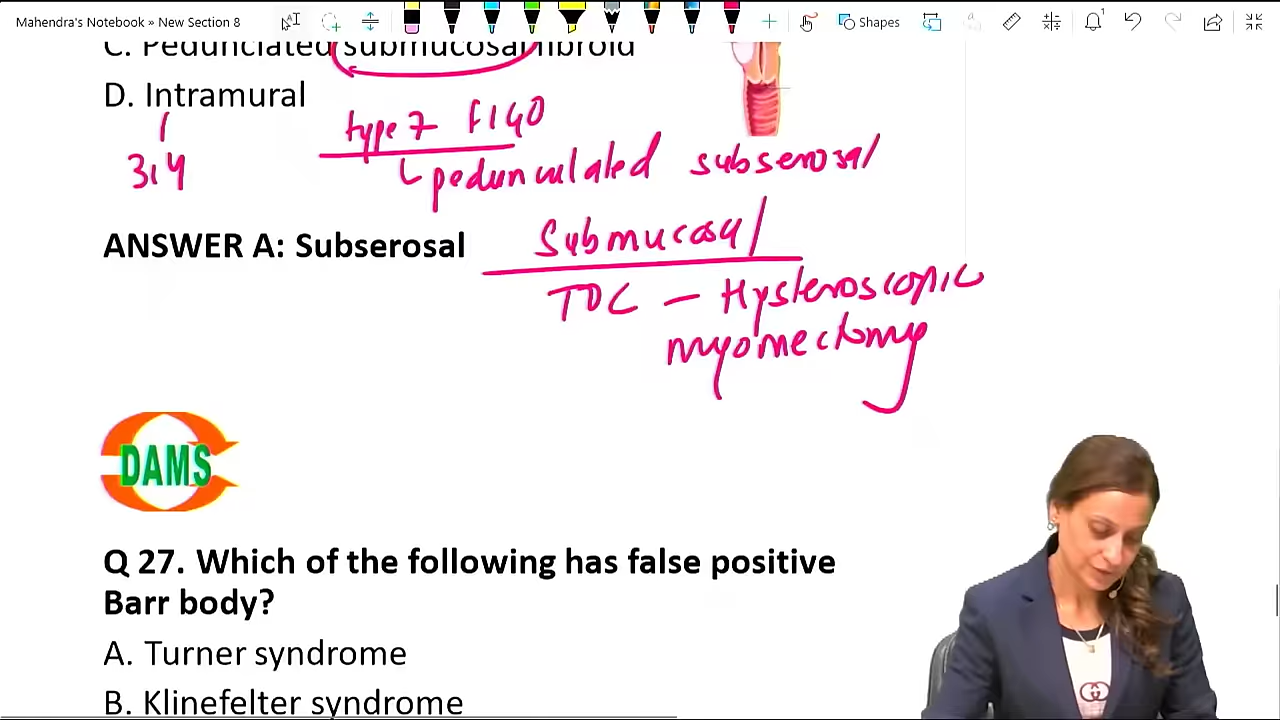 Mahendra's Notebook » New Section 8
Shapes
C. Pedunclated submucosal fibroid
D. Intramural
3,4
type 7 FIGO
pedunculated subserosal
ANSWER A: Subserosal
Submucosal
TOC - Hysteroscopic
myomectomy
DAMS
Q 27. Which of the following has false positive
Barr body?
A. Turner syndrome
B. Klinefelter syndrome